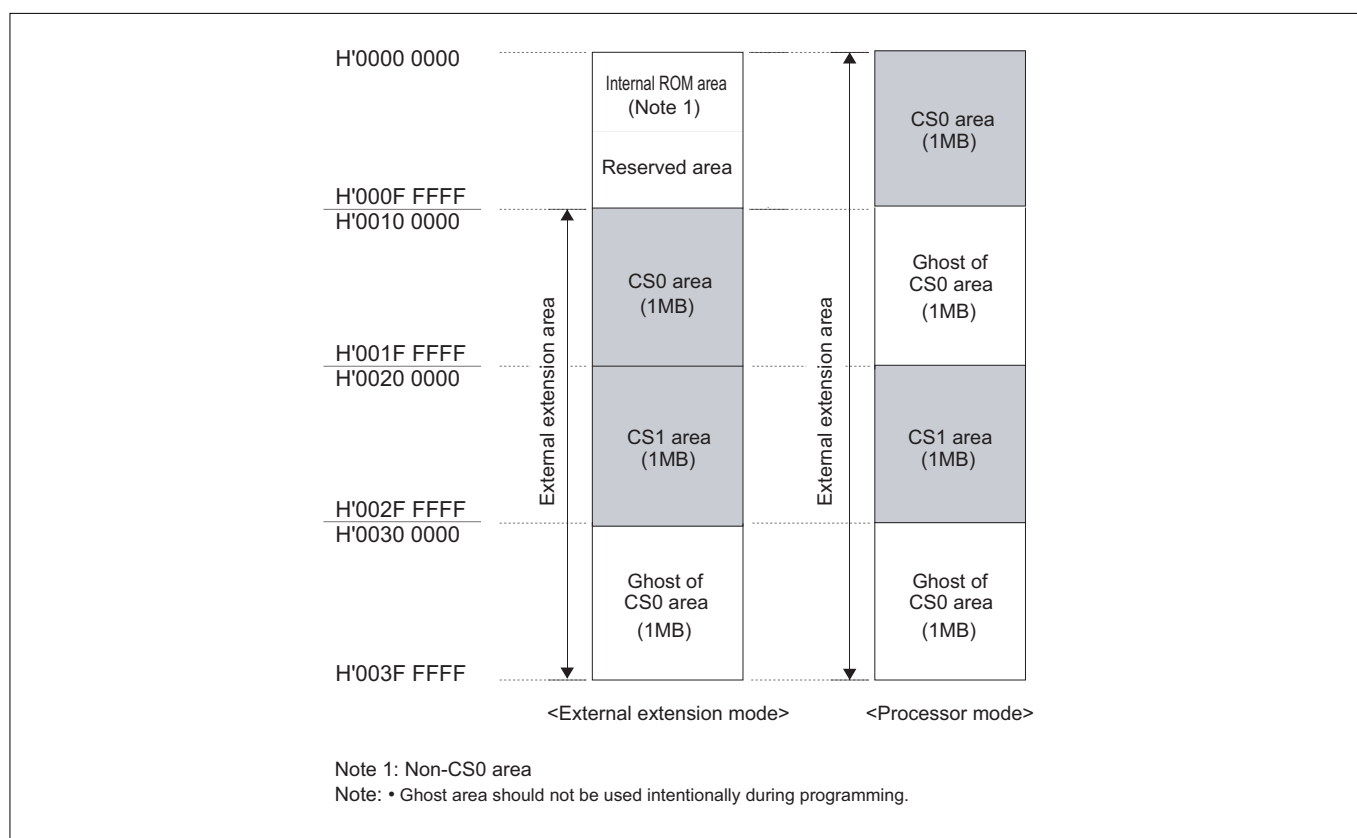 H'0000 0000
H'000F FFFF
H'0010 0000
H'001F FFFF
H'0020 0000
H'002F FFFF
H'0030 0000
H'003F FFFF
External extension area
Internal ROM area
(Note 1)
Reserved area
CS0 area
(1MB)
CS1 area
(1MB)
Ghost of
CS0 area
(1MB)
<External extension mode>
External extension area
CS0 area
(1MB)
Ghost of
CS0 area
(1MB)
CS1 area
(1MB)
Ghost of
CS0 area
(1MB)
<Processor mode>
Note 1: Non-CS0 area
Note: • Ghost area should not be used intentionally during programming.